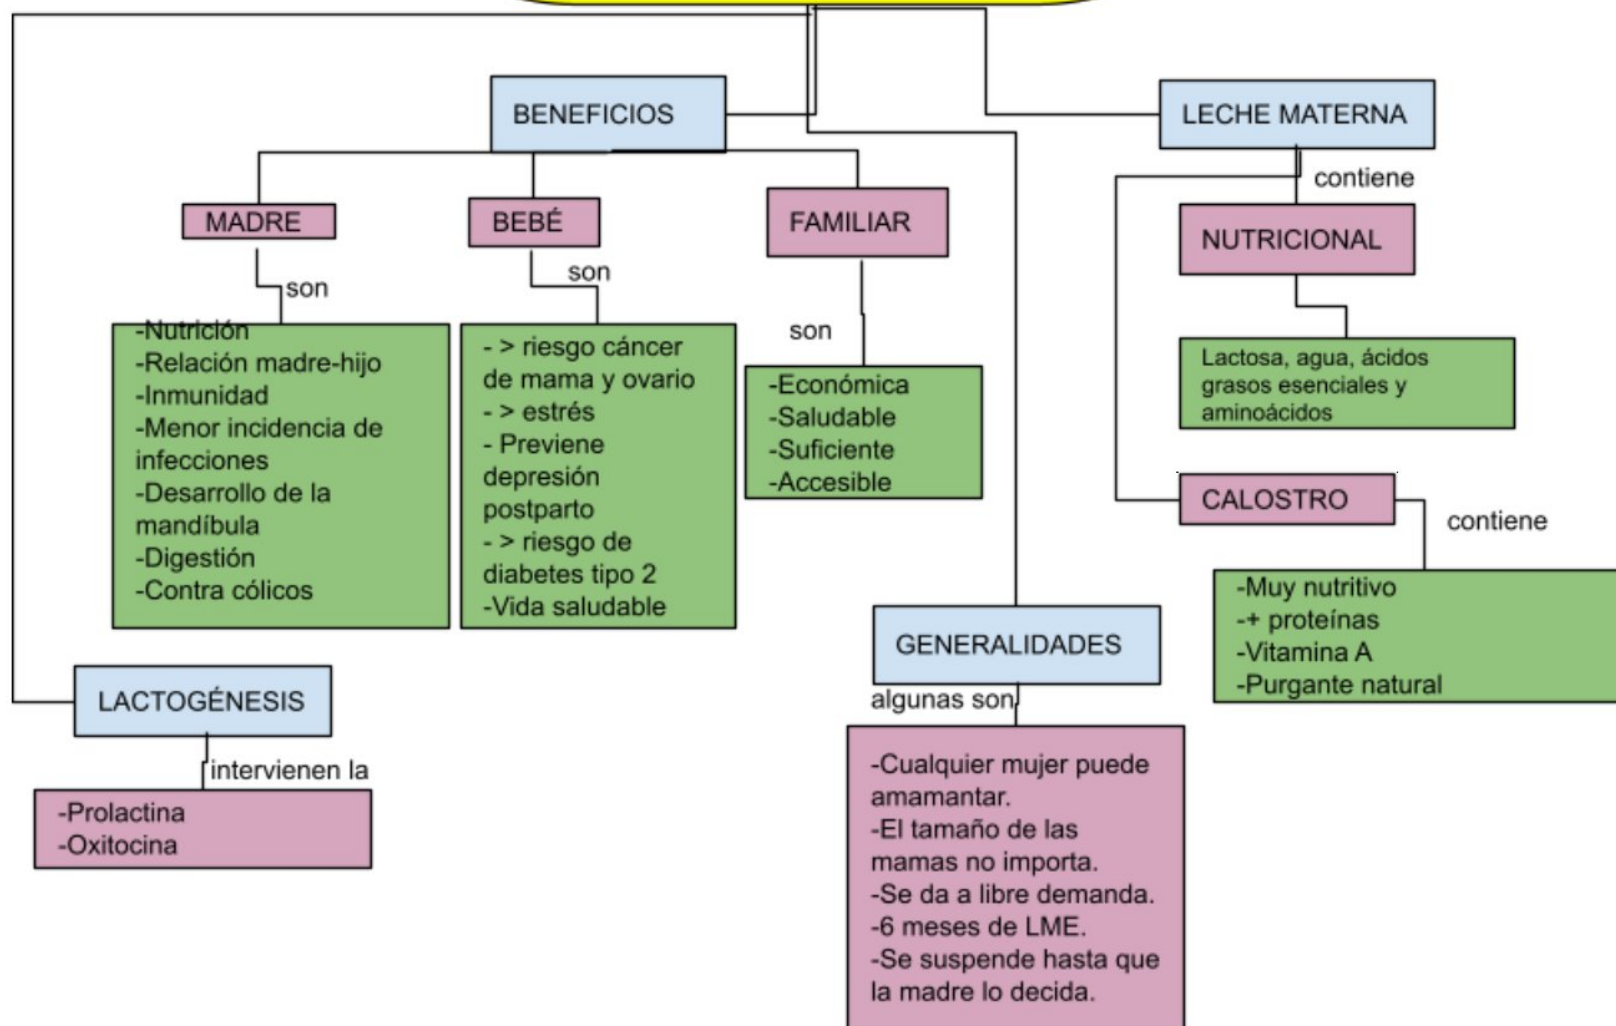 BENEFICIOS
LECHE MATERNA
contiene
MADRE
BEBÉ
FAMILIAR
NUTRICIONAL
son
son
son
-Nutrición
-Relación madre-hijo
-Inmunidad
-Menor incidencia de
infecciones
-Desarrollo de la
mandíbula
-Digestión
-Contra cólicos
- > riesgo cáncer
de mama y ovario
- > estrés
- Previene
depresión
postparto
- > riesgo de
diabetes tipo 2
-Vida saludable
-Económica
-Saludable
-Suficiente
-Accesible
Lactosa, agua, ácidos
grasos esenciales y
aminoácidos
CALOSTRO
contiene
-Muy nutritivo
-+ proteínas
-Vitamina A
-Purgante natural
GENERALIDADES
algunas son
-Cualquier mujer puede
amamantar.
-El tamaño de las
mamas no importa.
-Se da a libre demanda.
-6 meses de LME.
-Se suspende hasta que
la madre lo decida.
LACTOGÉNESIS
intervienen la
-Prolactina
-Oxitocina